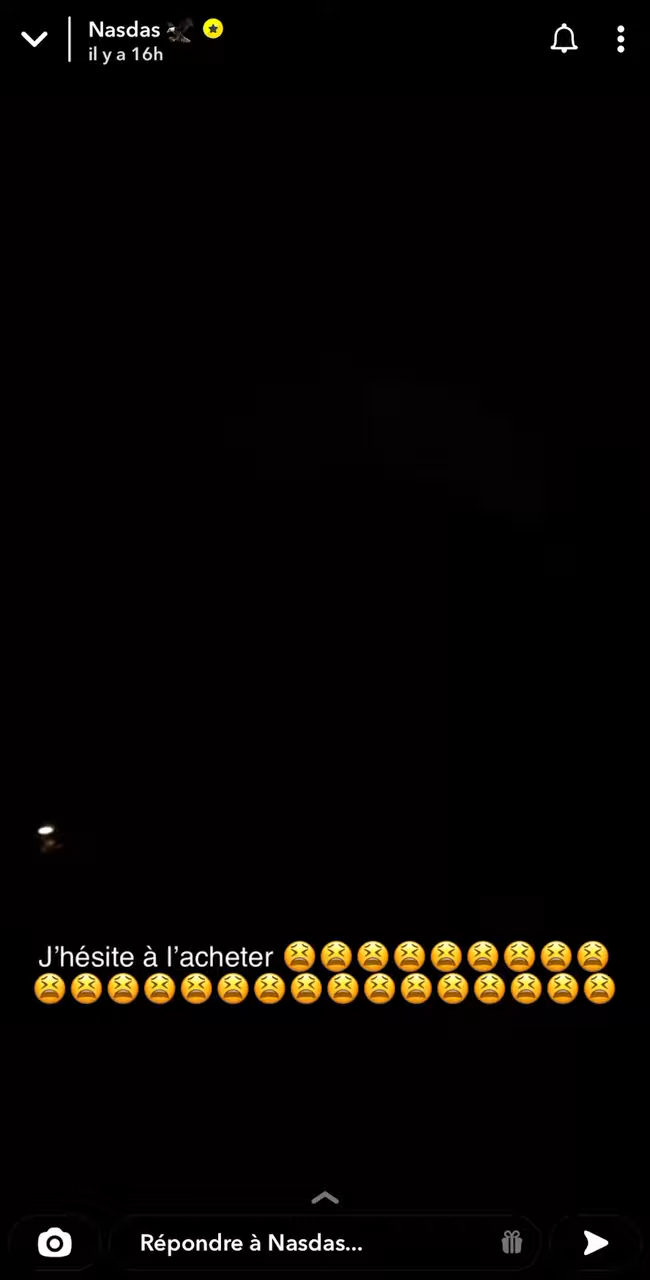 Nasdas 🦅
il y a 16h
J’hésite à l’acheter 😫😫😫😫😫😫😫😫😫
😫😫😫😫😫😫😫😫😫😫😫😫😫😫😫😫
Répondre à Nasdas...